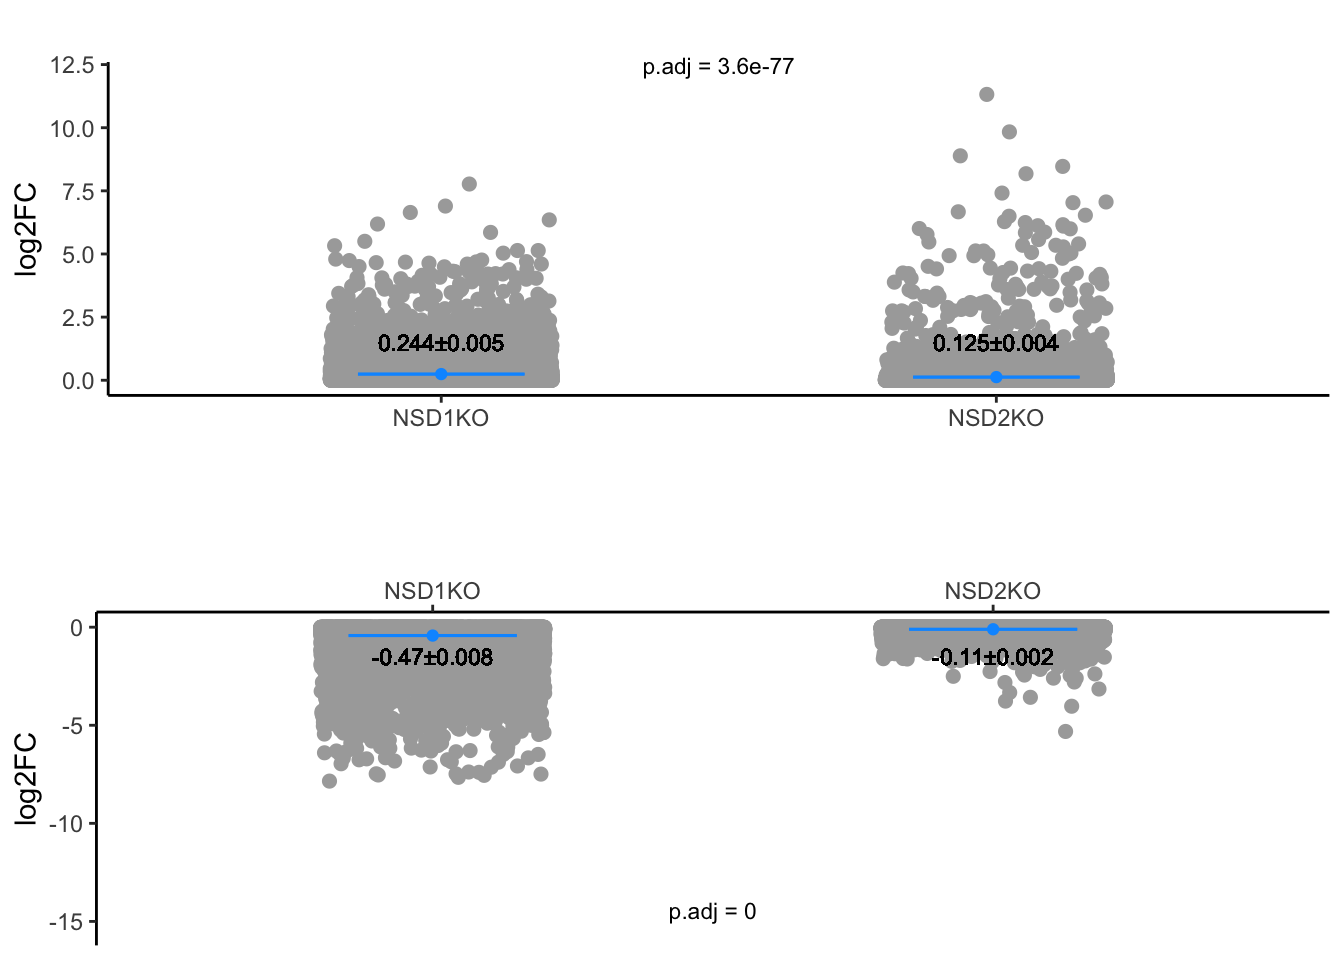 p.adj = 3.6e-77
12.5
10.0
7.5
5.0
2.5
0.0
log2FC
0.244±0.005
0.125±0.004
NSD1KO
NSD2KO
NSD1KO
NSD2KO
0
-5
-10
-15
log2FC
-0.47±0.008
-0.11±0.002
p.adj = 0